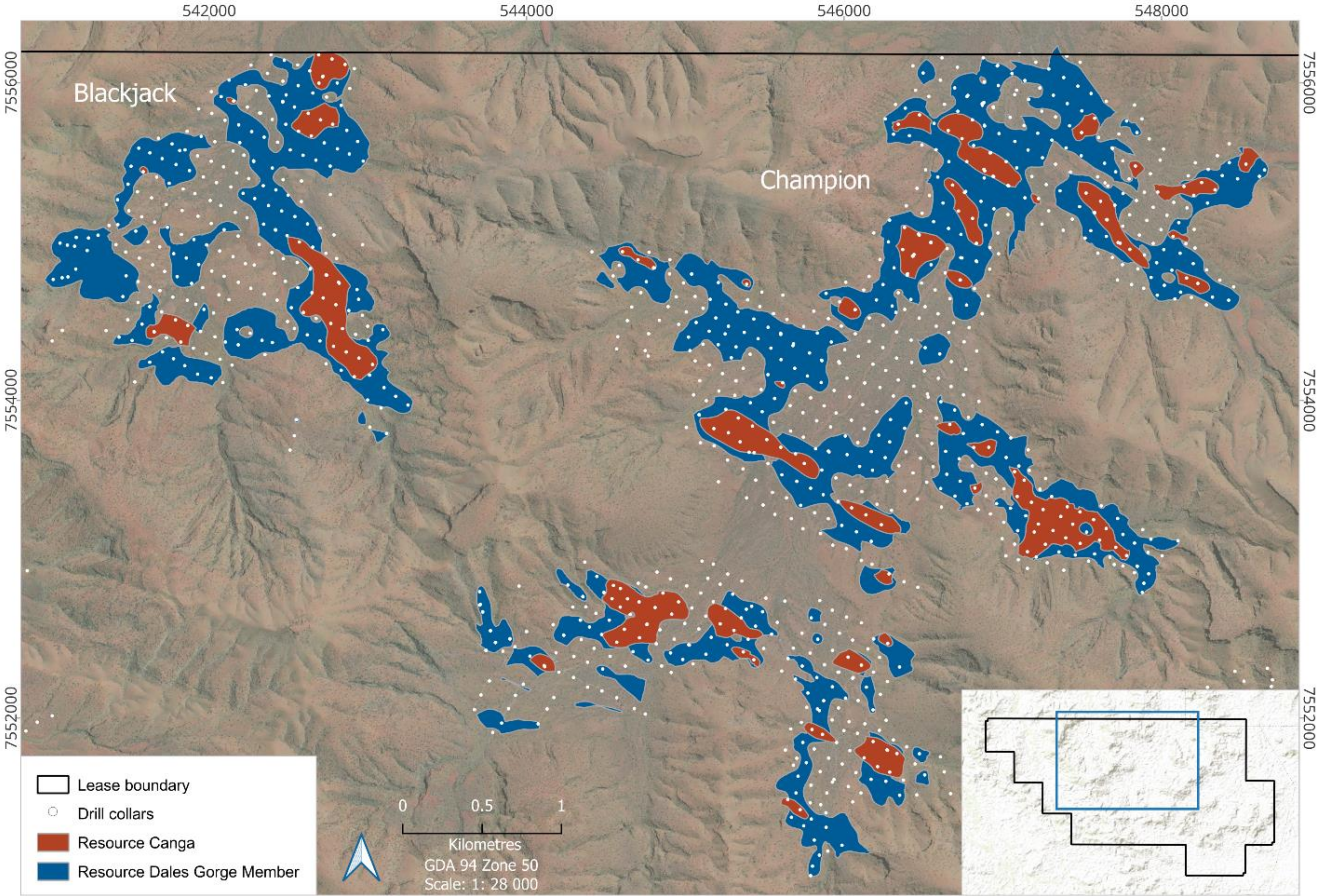 542000
544000
546000
548000
7556000
7556000
Blackjack
Champion
7554000
7554000
7552000
7552000
Lease boundary
Drill collars
Resource Canga
Resource Dales Gorge Member
0 0.5 1
Kilometres
GDA 94 Zone 50
Scale: 1: 28 000